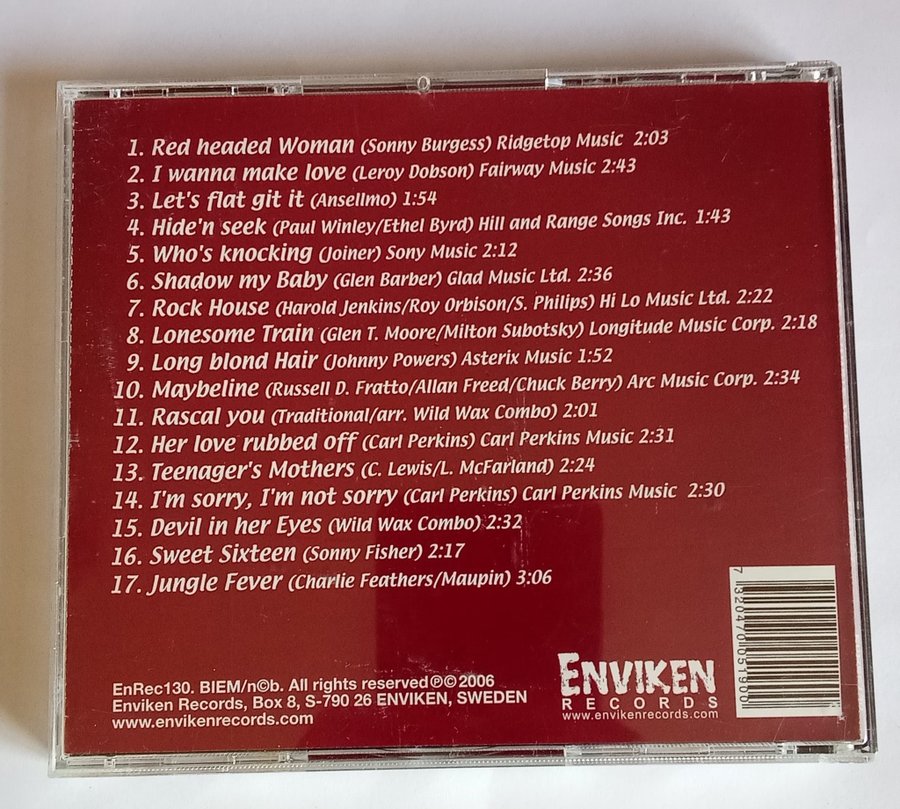 1. Red headed Woman (Sonny Burgess) Ridgetop Music 2:03
2. I wanna make love (Leroy Dobson) Fairway Music 2:43
3. Let's flat git it (Ansellmo) 1:54
4. Hide'n seek (Paul Winley/Ethel Byrd) Hill and Range Songs Inc. 1:43
5. Who's knocking (Joiner) Sony Music 2:12
6. Shadow my Baby (Glen Barber) Glad Music Ltd. 2:36
7. Rock House (Harold Jenkins/Roy Orbison/S. Philips) Hi Lo Music Ltd. 2:22
8. Lonesome Train (Glen T. Moore/Milton Subotsky) Longitude Music Corp. 2:18
9. Long blond Hair (Johnny Powers) Asterix Music 1:52
10. Maybeline (Russell D. Fratto/Allan Freed/Chuck Berry) Arc Music Corp. 2:34
11. Rascal you (Traditional/arr. Wild Wax Combo) 2:01
12. Her love rubbed off (Carl Perkins) Carl Perkins Music 2:31
13. Teenager's Mothers (C. Lewis/L. McFarland) 2:24
14. I'm sorry, I'm not sorry (Carl Perkins) Carl Perkins Music 2:30
15. Devil in her Eyes (Wild Wax Combo) 2:32
16. Sweet Sixteen (Sonny Fisher) 2:17
17. Jungle Fever (Charlie Feathers/Maupin) 3:06
EnRec130. BIEM/n©b. All rights reserved ℗©2006
Enviken Records, Box 8, S-790 26 ENVIKEN, SWEDEN
www.envikenrecords.com
ENVIKEN
RECORDS
www.envikenrecords.com
7 320470 051900